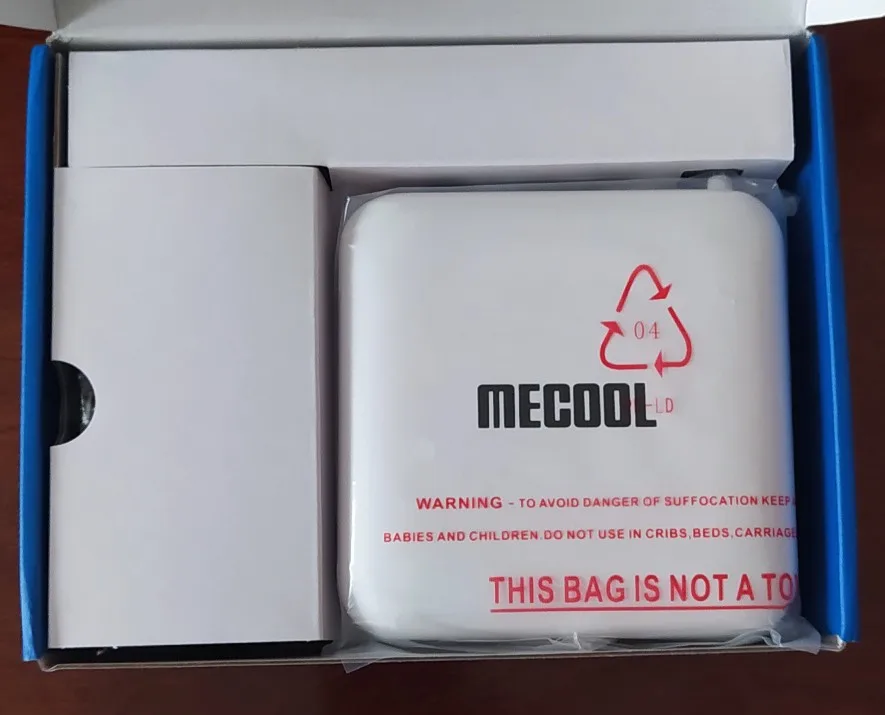 04
MECOOL
-LD
WARNING - TO AVOID DANGER OF SUFFOCATION KEEP
BABIES AND CHILDREN.DO NOT USE IN CRIBS,BEDS,CARRIAGE
THIS BAG IS NOT A TO